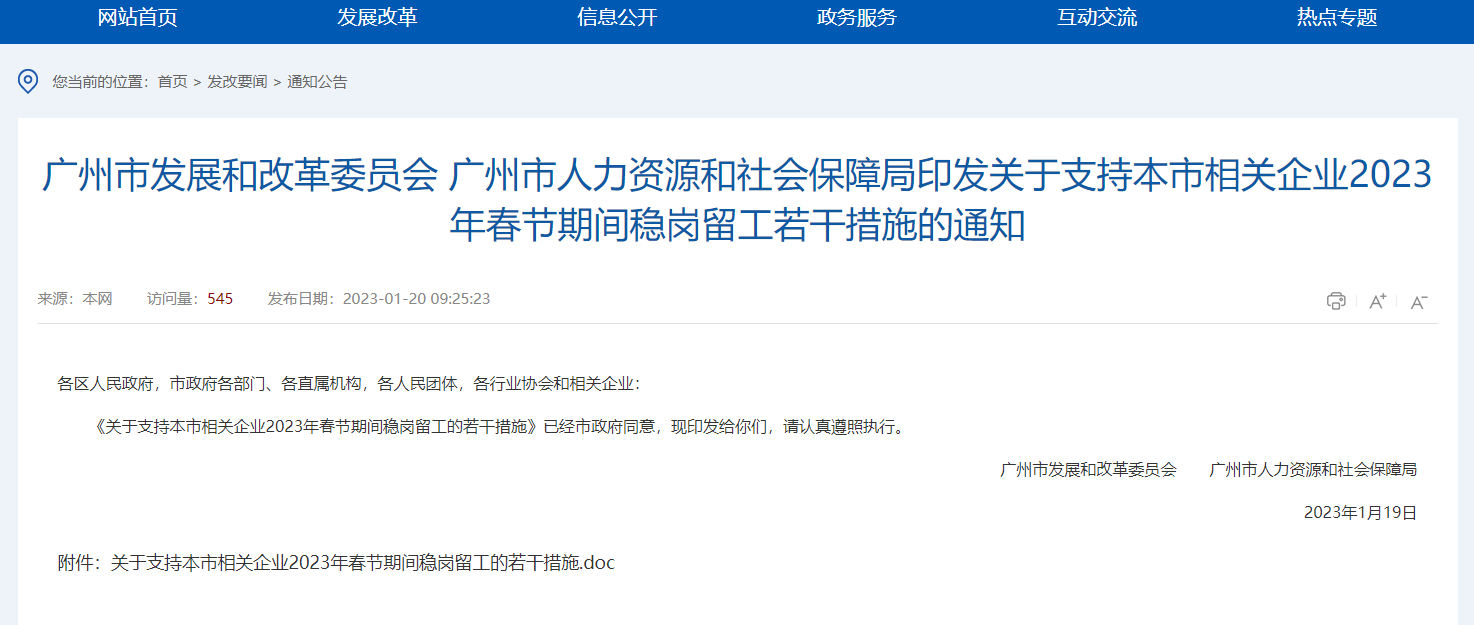 网站首页 发展改革 信息公开 政务服务 互动交流 热点专题
您当前的位置：首页 > 发改要闻 > 通知公告
广州市发展和改革委员会 广州市人力资源和社会保障局印发关于支持本市相关企业2023
年春节期间稳岗留工若干措施的通知
来源：本网 访问量：545 发布日期：2023-01-20 09:25:23 A+ A-
各区人民政府，市政府各部门、各直属机构，各人民团体，各行业协会和相关企业：
《关于支持本市相关企业2023年春节期间稳岗留工的若干措施》已经市政府同意，现印发给你们，请认真遵照执行。
广州市发展和改革委员会 广州市人力资源和社会保障局
2023年1月19日
附件：关于支持本市相关企业2023年春节期间稳岗留工的若干措施.doc